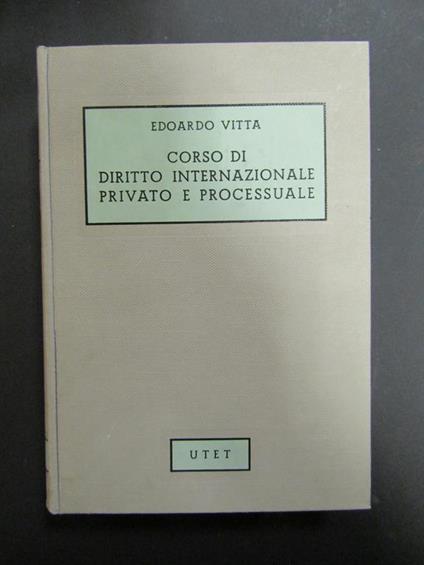 EDOARDO VITTA
CORSO DI
DIRITTO INTERNAZIONALE
PRIVATO E PROCESSUALE
UTET